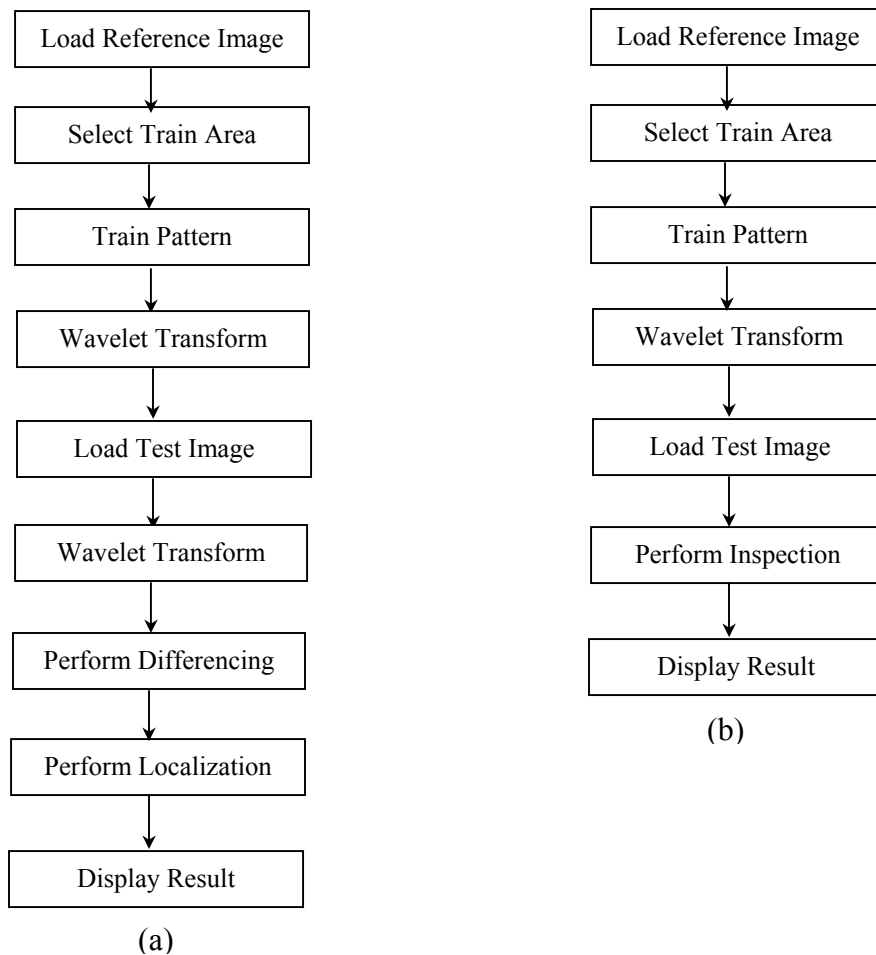 Load Reference Image
Select Train Area
Train Pattern
Wavelet Transform
Load Test Image
Wavelet Transform
Perform Differencing
Perform Localization
Display Result
(a)
Load Reference Image
Select Train Area
Train Pattern
Wavelet Transform
Load Test Image
Perform Inspection
Display Result
(b)